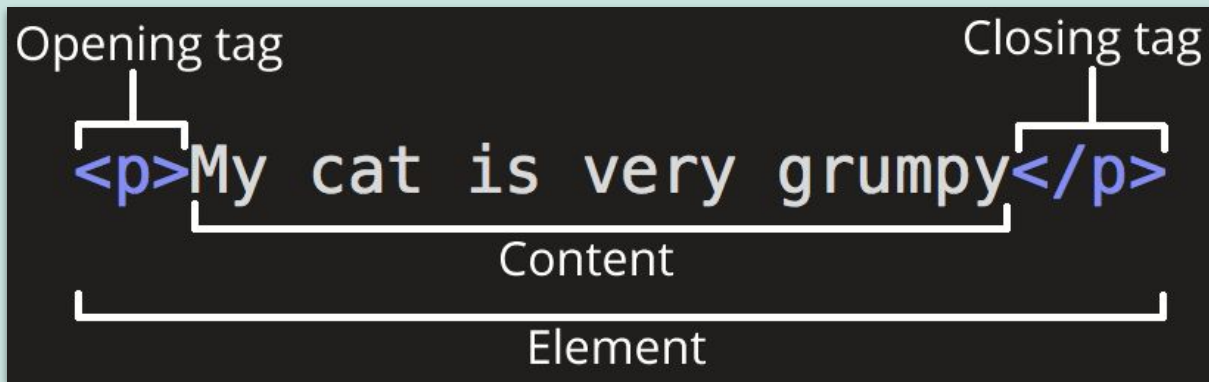 Opening tag
Closing tag
<p>My cat is very grumpy</p>
Content
Element